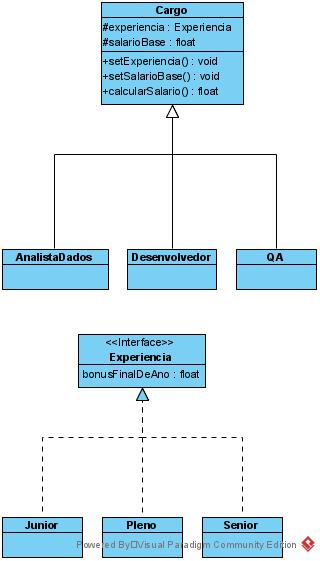 Cargo
#experiencia : Experiencia
#salarioBase : float
+setExperiencia() : void
+setSalarioBase() : void
+calcularSalario() : float
AnalistaDados
Desenvolvedor
QA
<<Interface>>
Experiencia
bonusFinalDeAno : float
Junior
Pleno
Senior
Powered By Visual Paradigm Community Edition